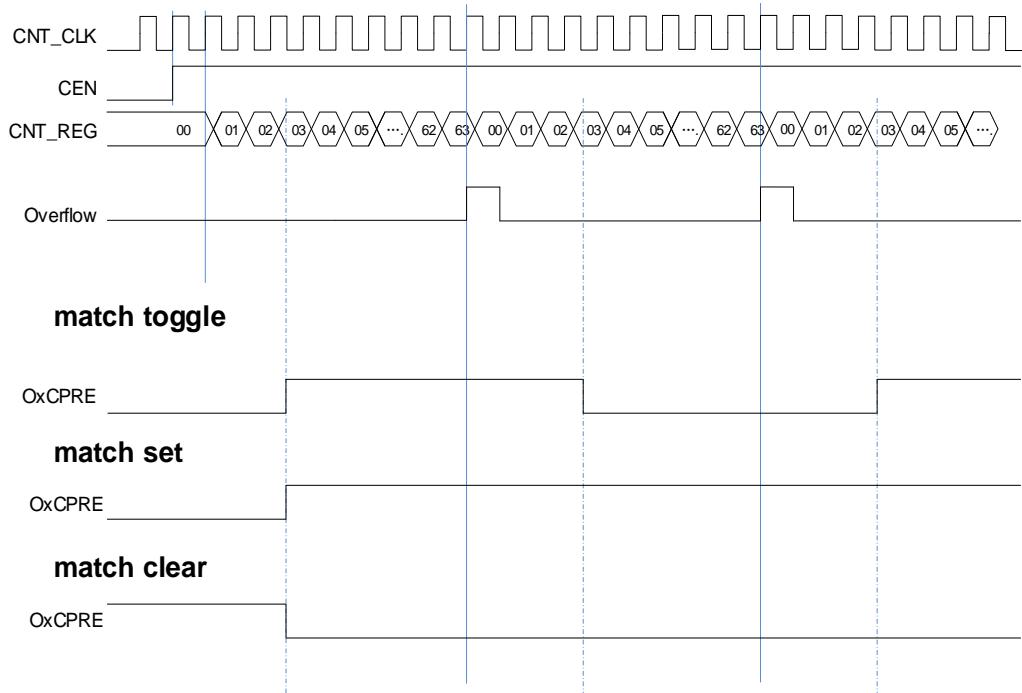 CNT_CLK
CEN
CNT_REG 00 01 02 03 04 05 ···. 62 63 00 01 02 03 04 05 ···. 62 63 00 01 02 03 04 05 ···.
Overflow
match toggle
OxCPRE
match set
OxCPRE
match clear
OxCPRE